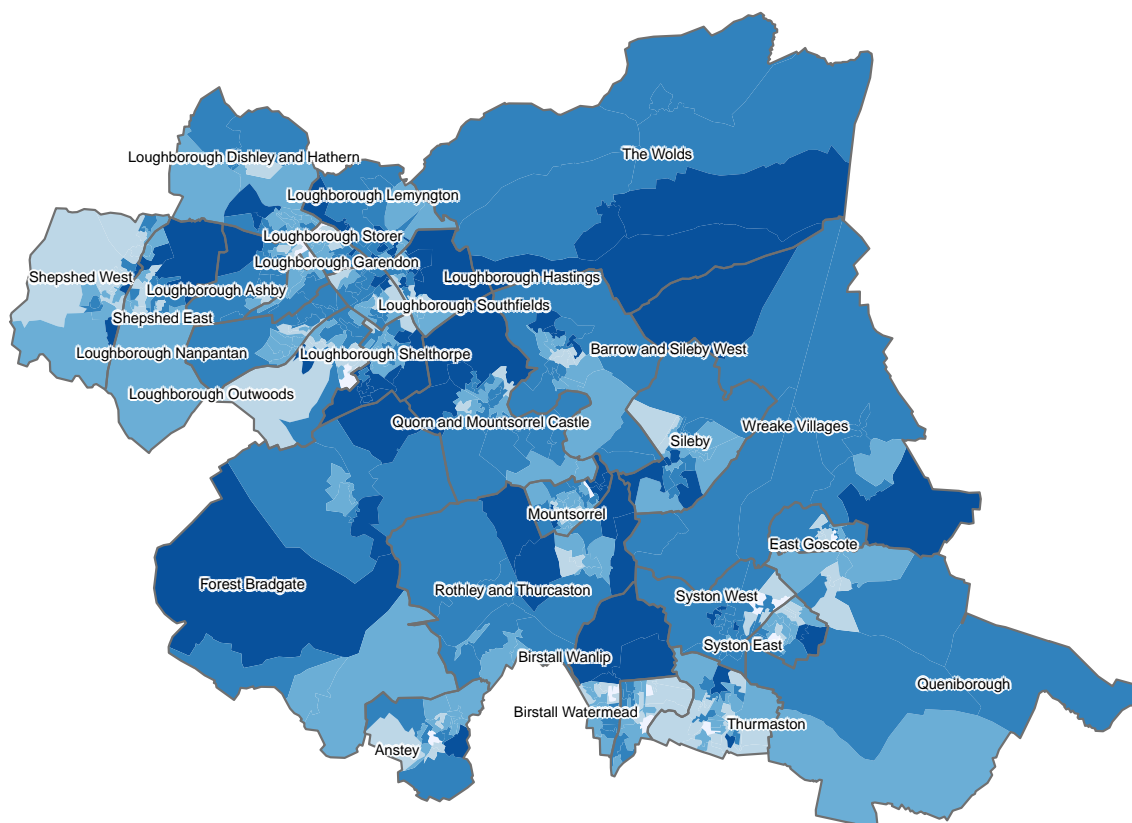 The Wolds
Loughborough Dishley and Hathern
Loughborough Lemyngton
Loughborough Storer
Loughborough Garendon
Shepshed West
Loughborough Hastings
Loughborough Ashby
Loughborough Southfields
Shepshed East
Barrow and Sileby West
Loughborough Nanpantan
Loughborough Shelthorpe
Loughborough Outwoods
Quorn and Mountsorrel Castle
Wreake Villages
Sileby
Mountsorrel
East Goscote
Forest Bradgate
Rothley and Thurcaston
Syston West
Syston East
Birstall Wanlip
Queniborough
Birstall Watermead
Thurmaston
Anstey